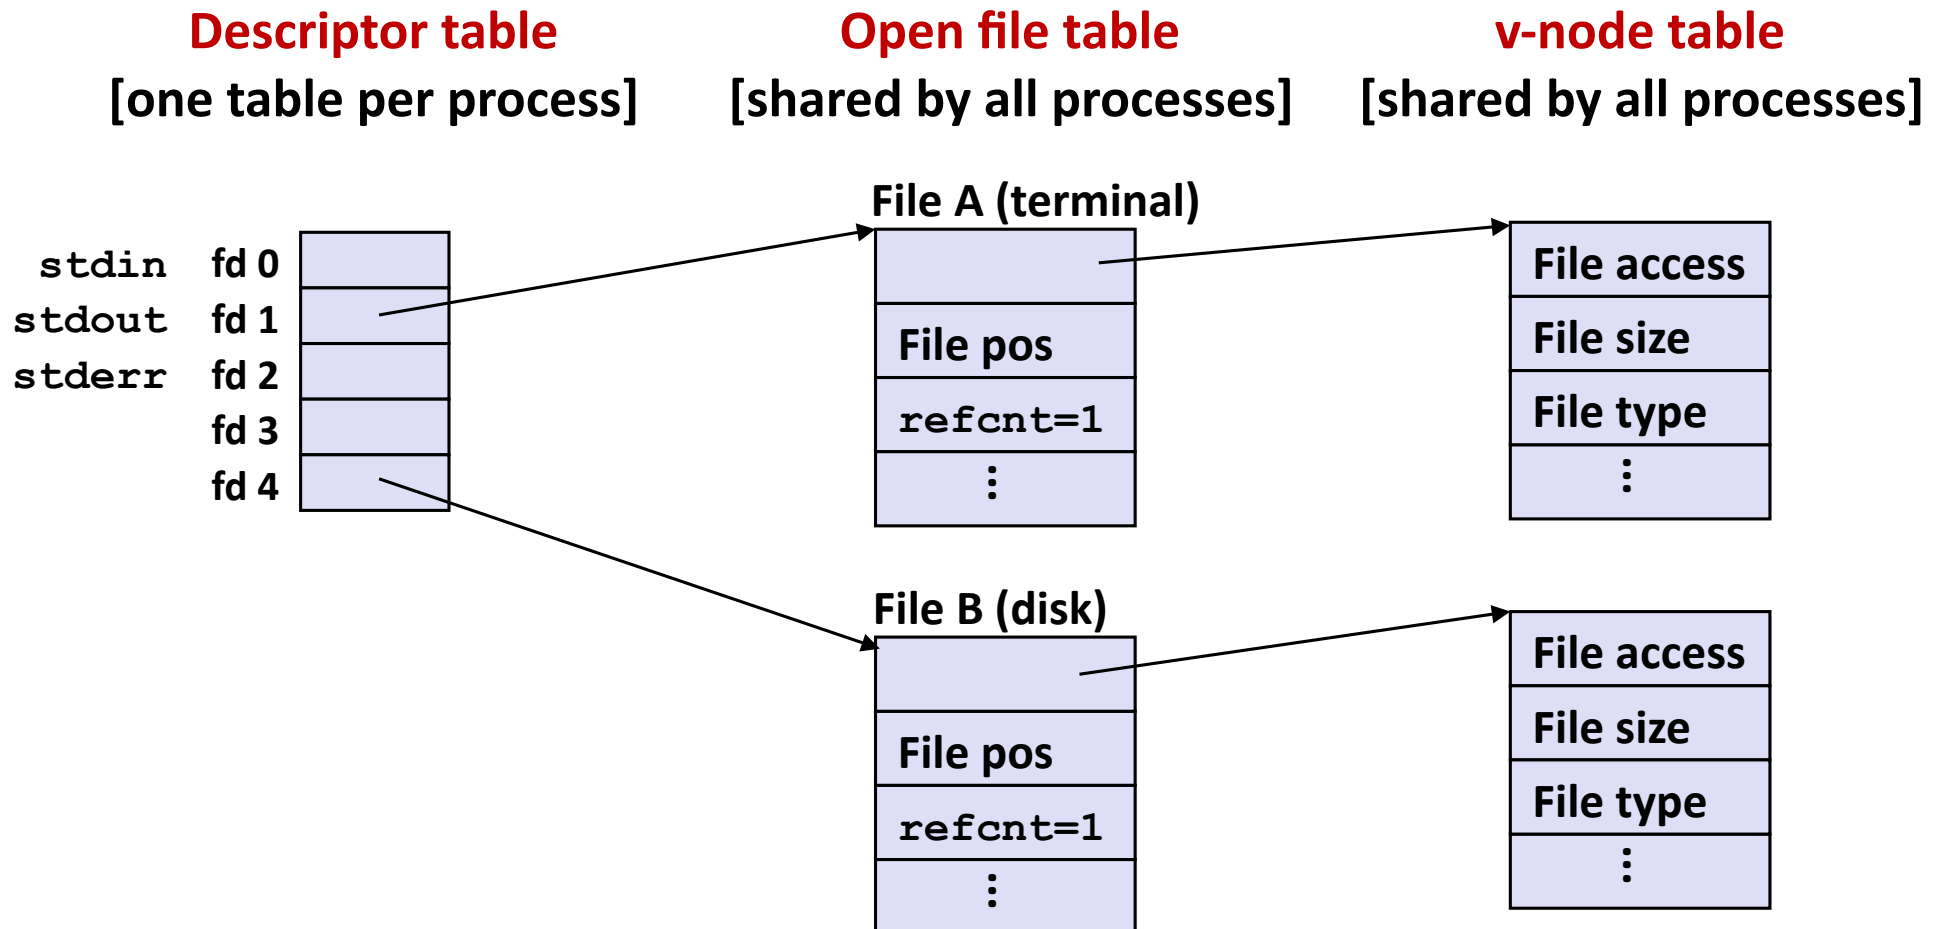 Descriptor table
[one table per process]
Open file table
[shared by all processes]
v-node table
[shared by all processes]
stdin fd 0
stdout fd 1
stderr fd 2
fd 3
fd 4
File A (terminal)
File pos
refcnt=1
⋮
File access
File size
File type
⋮
File B (disk)
File pos
refcnt=1
⋮
File access
File size
File type
⋮